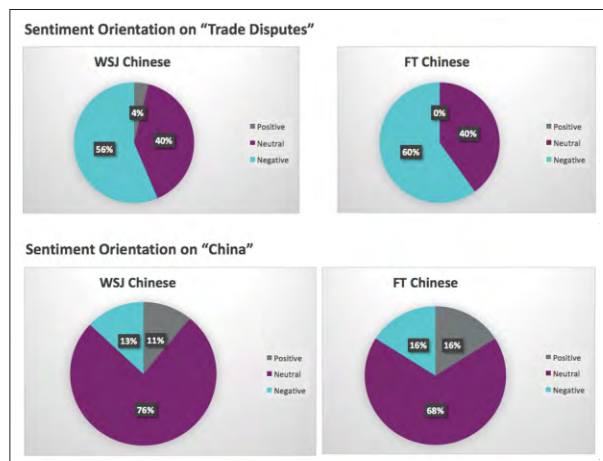 Sentiment Orientation on “Trade Disputes”
WSJ Chinese
4%
40%
56%
Positive
Neutral
Negative
FT Chinese
0%
40%
60%
Positive
Neutral
Negative
Sentiment Orientation on “China”
WSJ Chinese
13%
11%
76%
Positive
Neutral
Negative
FT Chinese
16%
16%
68%
Positive
Neutral
Negative